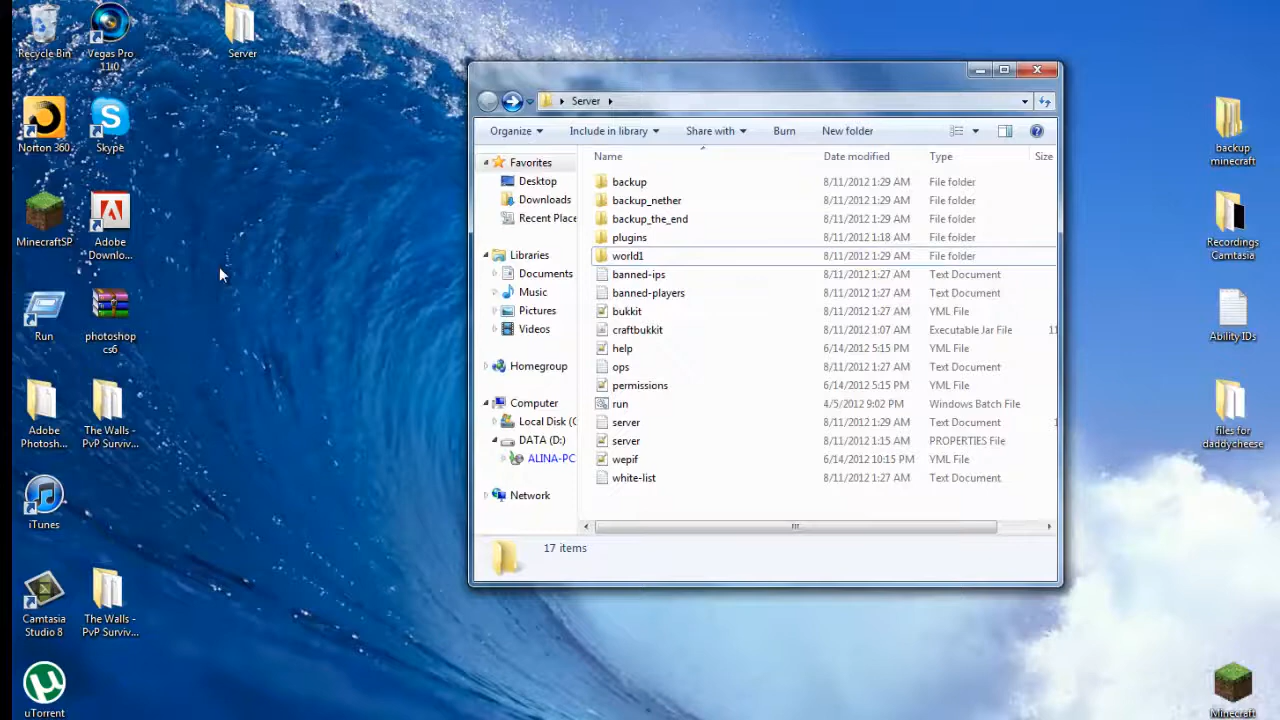 Recycle Bin
Vegas Pro
11.0
Server
Norton 360
Skype
MinecraftSP
Adobe
Downlo...
Run
photoshop
cs6
Adobe
Photosh...
The Walls -
PvP Surviv...
iTunes
Camtasia
Studio 8
The Walls -
PvP Surviv...
uTorrent
Server
Organize
Include in library
Share with
Burn
New folder
Name
Date modified
Type
Size
Favorites
Desktop
Downloads
Recent Place
Libraries
Documents
Music
Pictures
Videos
Homegroup
Computer
Local Disk (C
DATA (D:)
ALINA-PC
Network
backup 8/11/2012 1:29 AM File folder
backup_nether 8/11/2012 1:29 AM File folder
backup_the_end 8/11/2012 1:29 AM File folder
plugins 8/11/2012 1:18 AM File folder
world1 8/11/2012 1:29 AM File folder
banned-ips 8/11/2012 1:27 AM Text Document
banned-players 8/11/2012 1:27 AM Text Document
bukkit 8/11/2012 1:27 AM YML File
craftbukkit 8/11/2012 1:07 AM Executable Jar File 11
help 6/14/2012 5:15 PM YML File
ops 8/11/2012 1:27 AM Text Document
permissions 6/14/2012 5:15 PM YML File
run 4/5/2012 9:02 PM Windows Batch File
server 8/11/2012 1:29 AM Text Document 1
server 8/11/2012 1:15 AM PROPERTIES File
wepif 6/14/2012 10:15 PM YML File
white-list 8/11/2012 1:27 AM Text Document
17 items
backup
minecraft
Recordings
Camtasia
Ability IDs
files for
daddycheese
Minecraft